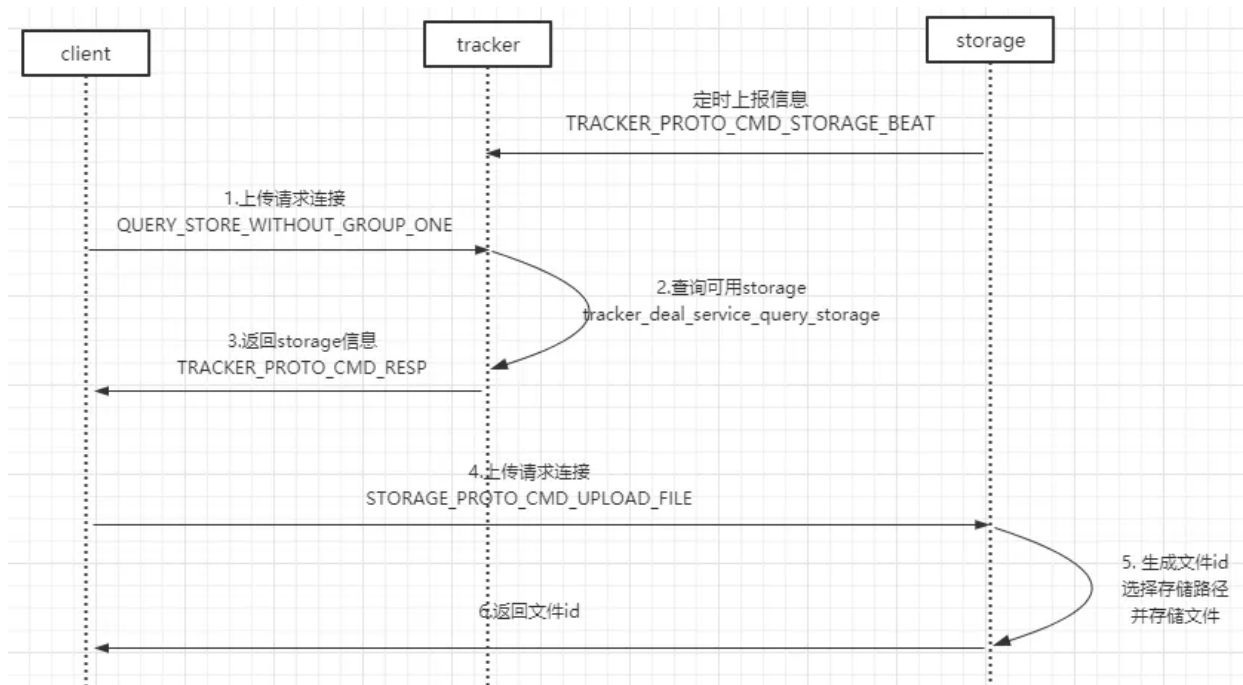 client
tracker
storage
定时上报信息
TRACKER_PROTO_CMD_STORAGE_BEAT
1.上传请求连接
QUERY_STORE_WITHOUT_GROUP_ONE
2.查询可用storage
tracker_deal_service_query_storage
3.返回storage信息
TRACKER_PROTO_CMD_RESP
4.上传请求连接
STORAGE_PROTO_CMD_UPLOAD_FILE
5. 生成文件id
选择存储路径
并存储文件
6.返回文件id